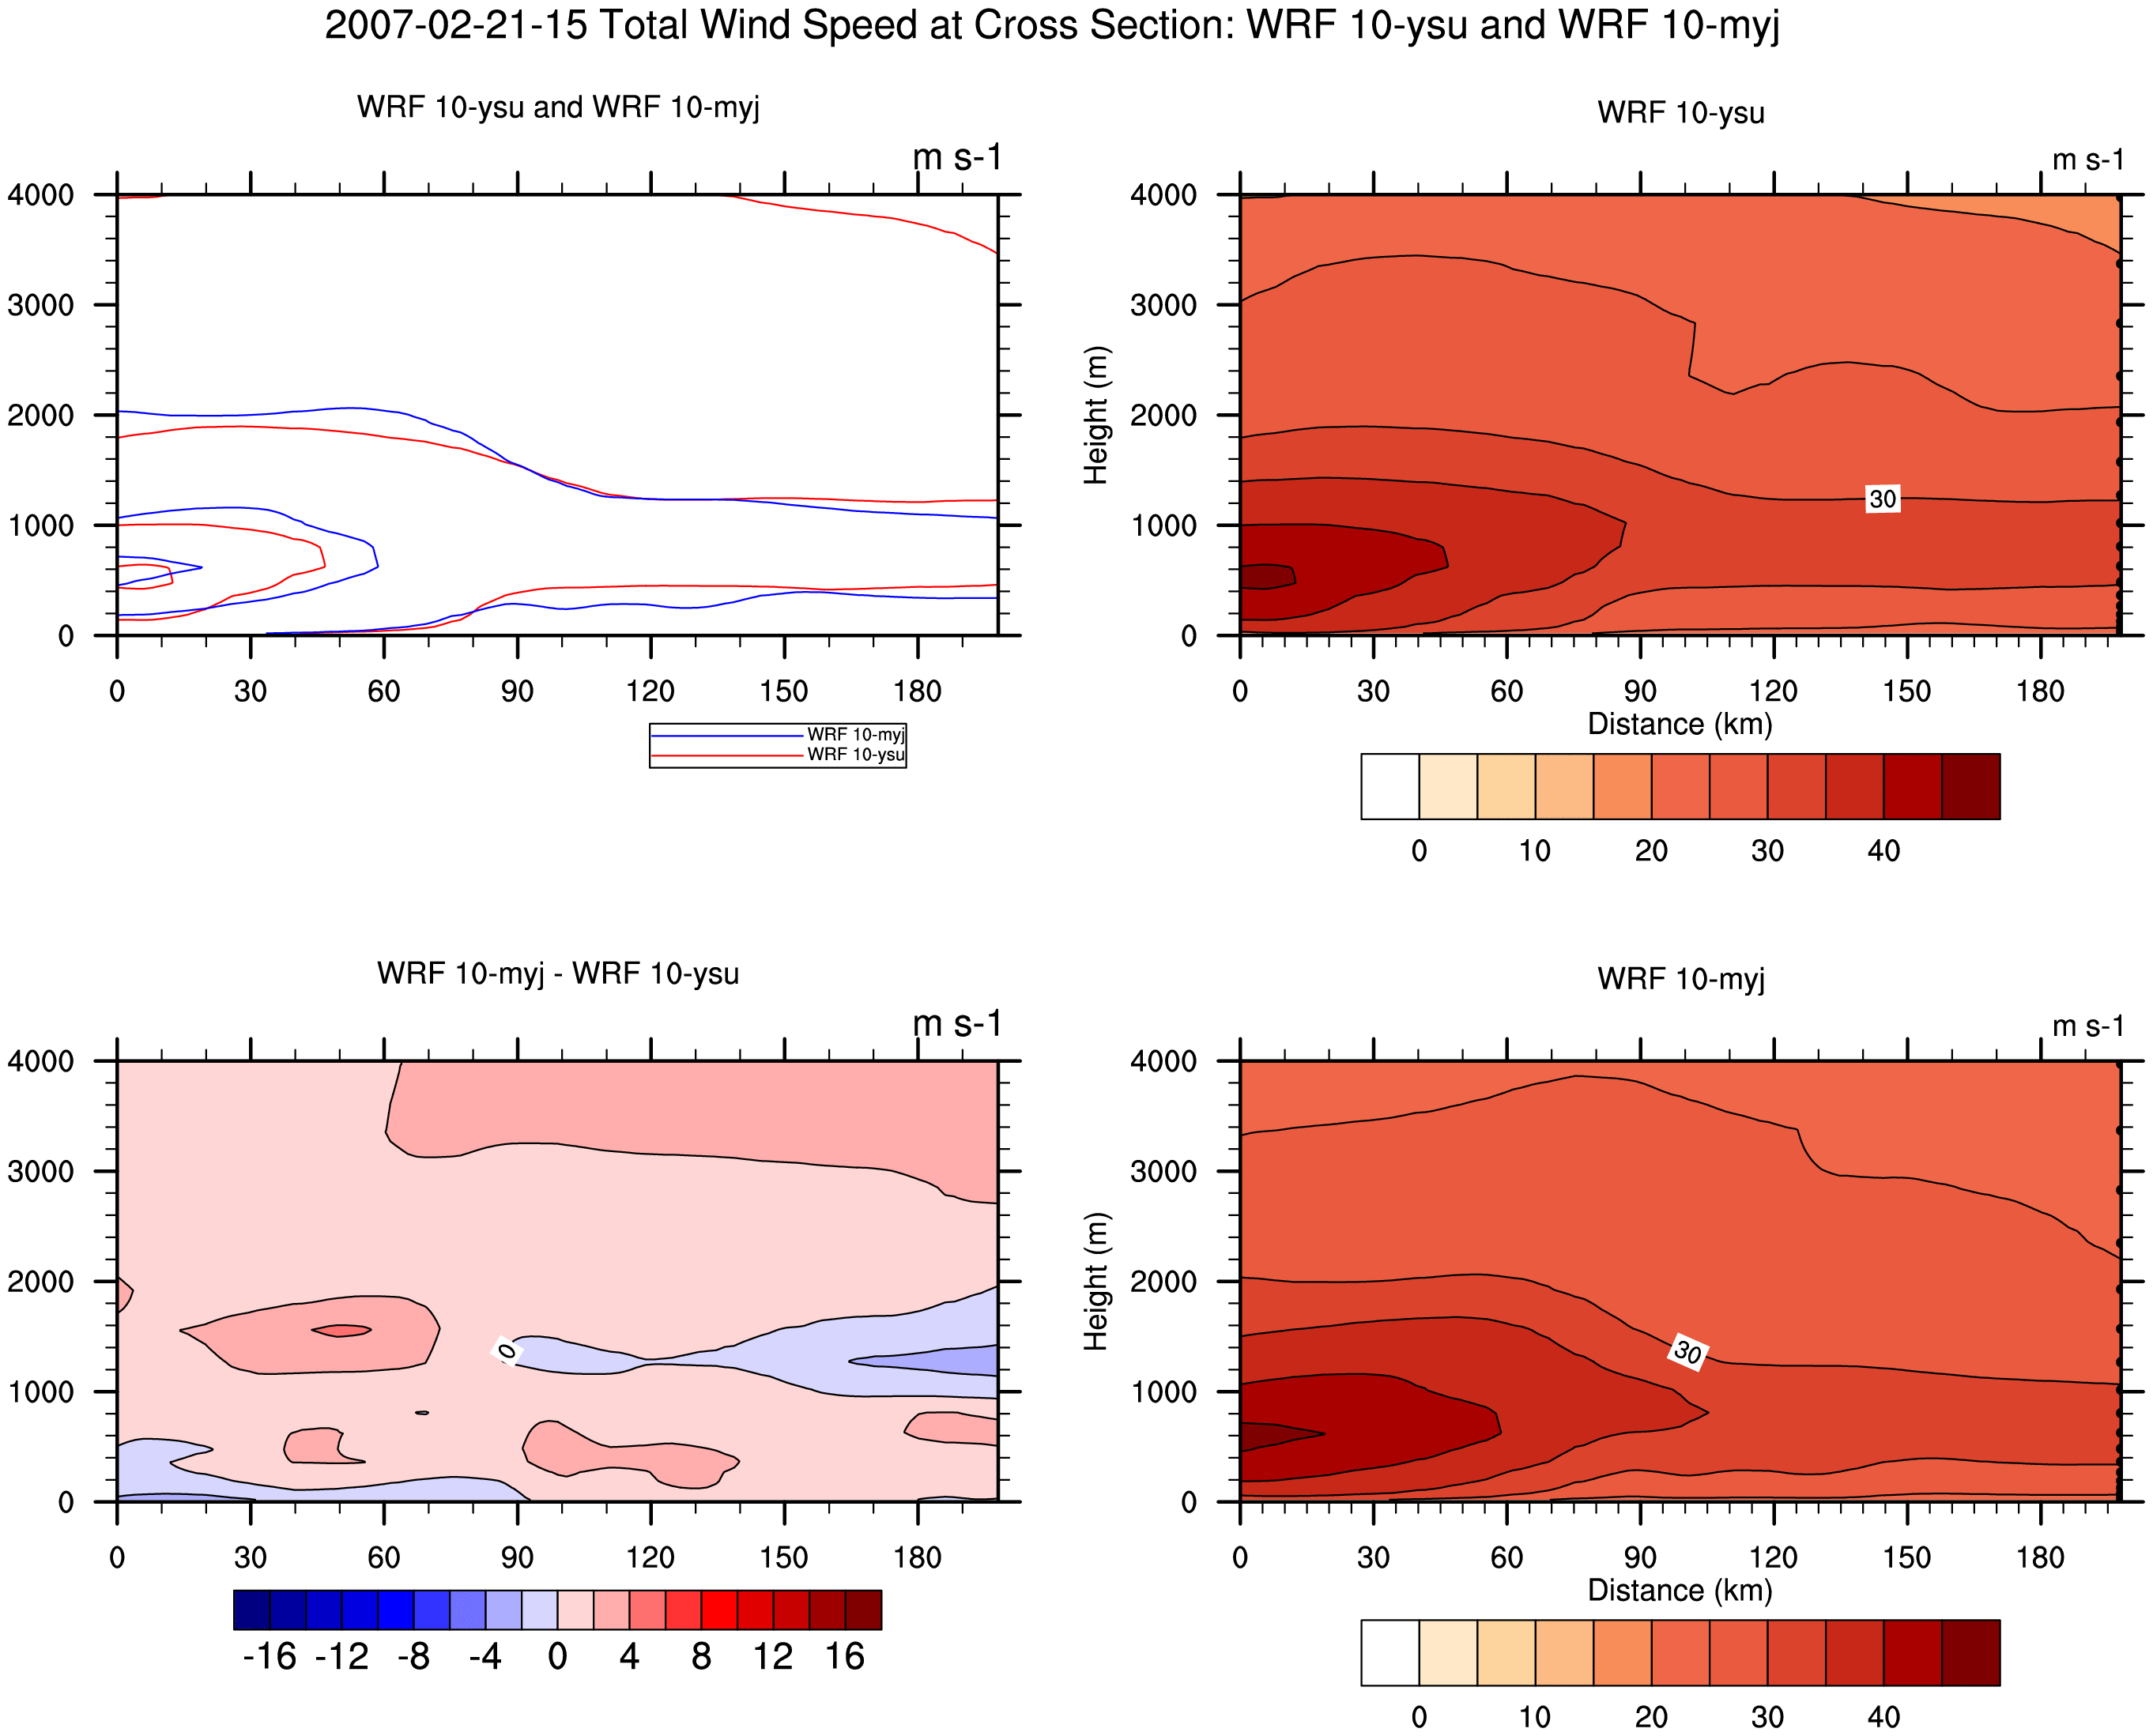 2007-02-21-15 Total Wind Speed at Cross Section: WRF 10-ysu and WRF 10-myj
WRF 10-ysu and WRF 10-myj
m s-1
4000
3000
2000
1000
0
0 30 60 90 120 150 180
WRF 10-myj
WRF 10-ysu
WRF 10-ysu
m s-1
Height (m)
4000
3000
2000
1000
0
30
0 30 60 90 120 150 180
Distance (km)
0 10 20 30 40
WRF 10-myj - WRF 10-ysu
m s-1
4000
3000
2000
1000
0
0
0 30 60 90 120 150 180
-16 -12 -8 -4 0 4 8 12 16
WRF 10-myj
m s-1
Height (m)
4000
3000
2000
1000
0
30
0 30 60 90 120 150 180
Distance (km)
0 10 20 30 40